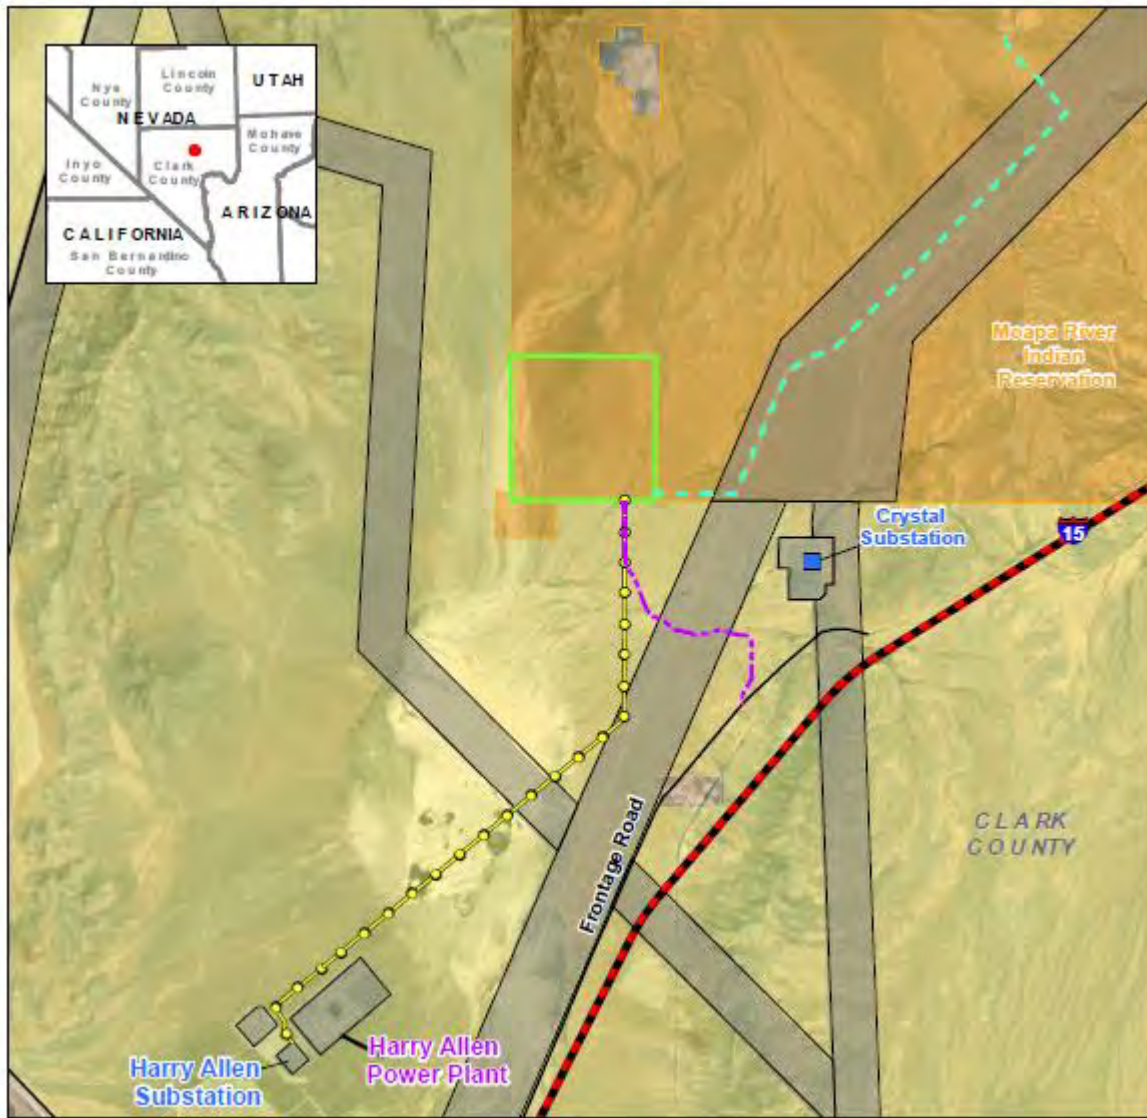 Lincoln
County
UTAH
Nye
County
NEVADA
Mohave
County
Inyo
County
Clark
County
ARIZONA
CALIFORNIA
San Bernardino
County
Moapa River
Indian
Reservation
Crystal
Substation
15
CLARK
COUNTY
Frontage Road
Harry Allen
Power Plant
Harry Allen
Substation